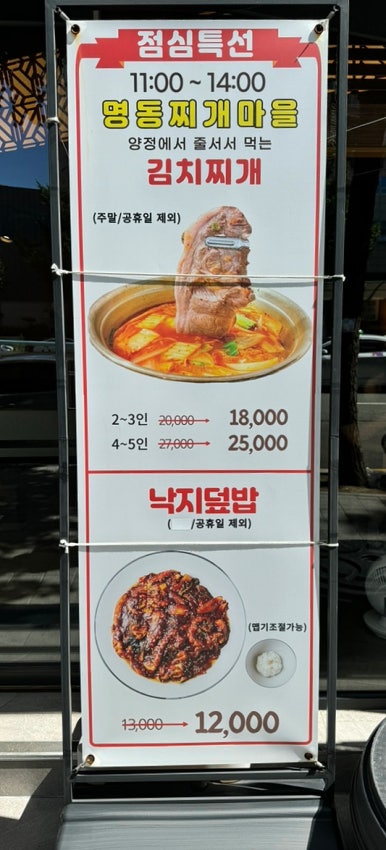 점심특선
11:00 ~ 14:00
명동찌개마을
양정에서 줄서서 먹는
김치찌개
(주말/공휴일 제외)
2~3인 20,000 18,000
4~5인 27,000 25,000
낙지덮밥
( /공휴일 제외)
(맵기조절가능)
13,000 12,000